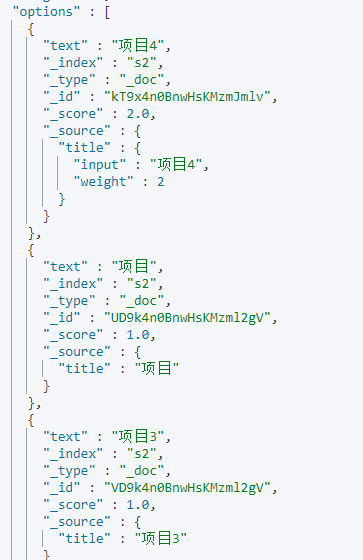 "options" : [
{
"text" : "项目4",
"_index" : "s2",
"_type" : "_doc",
"_id" : "kT9x4n0BnwHsKMzmJmlv",
"_score" : 2.0,
"_source" : {
"title" : {
"input" : "项目4",
"weight" : 2
}
}
},
{
"text" : "项目",
"_index" : "s2",
"_type" : "_doc",
"_id" : "UD9k4n0BnwHsKMzml2gV",
"_score" : 1.0,
"_source" : {
"title" : "项目"
}
},
{
"text" : "项目3",
"_index" : "s2",
"_type" : "_doc",
"_id" : "VD9k4n0BnwHsKMzml2gV",
"_score" : 1.0,
"_source" : {
"title" : "项目3"
}